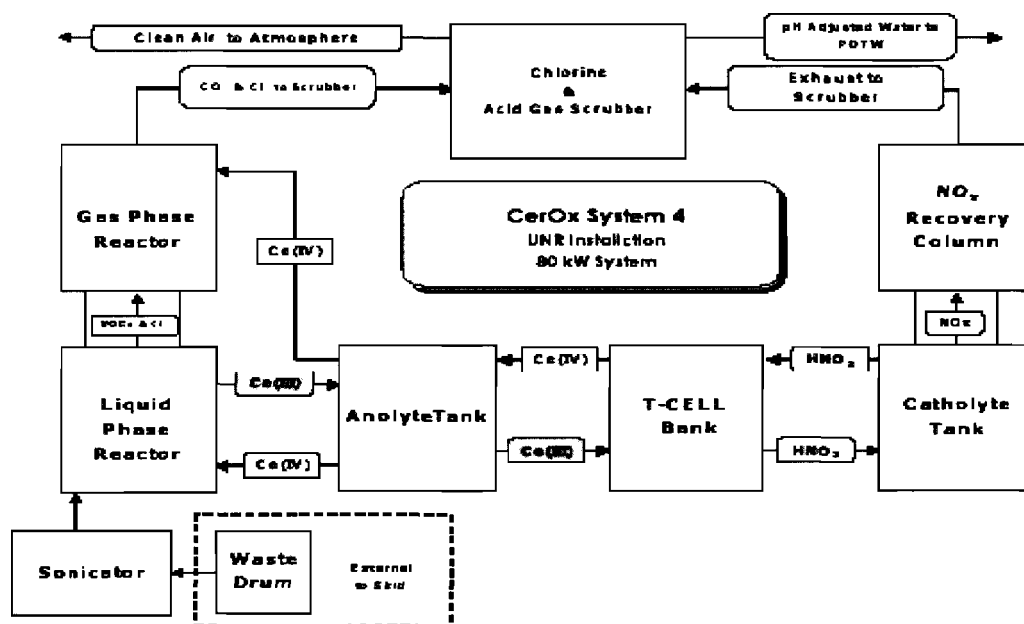 Clean Air to Atmosphere
pH Adjusted Water to
POTW
Chlorine
&
Acid Gas Scrubber
CO & Cl to Scrubber
Exhaust to
Scrubber
Gas Phase
Reactor
CerOx System 4
UNR Installction
80 kW System
NOx
Recovery
Column
Ce(IV)
VOCs & Cl
NOx
Liquid
Phase
Reactor
Ce(III)
AnolyteTank
Ce(IV)
T-CELL
Bank
HNO2
Catholyte
Tank
Ce(IV)
Ce(III)
HNO3
Sonicator
Waste
Drum
External
to Skid